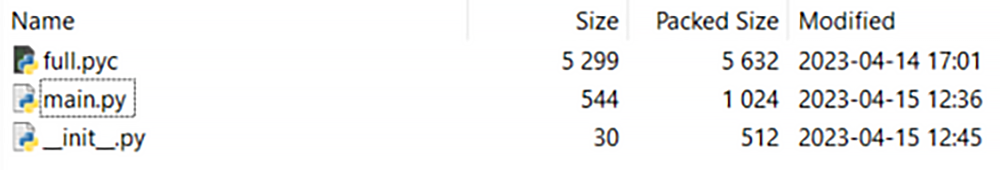 Name Size Packed Size Modified
full.pyc 5 299 5 632 2023-04-14 17:01
main.py 544 1 024 2023-04-15 12:36
__init__.py 30 512 2023-04-15 12:45